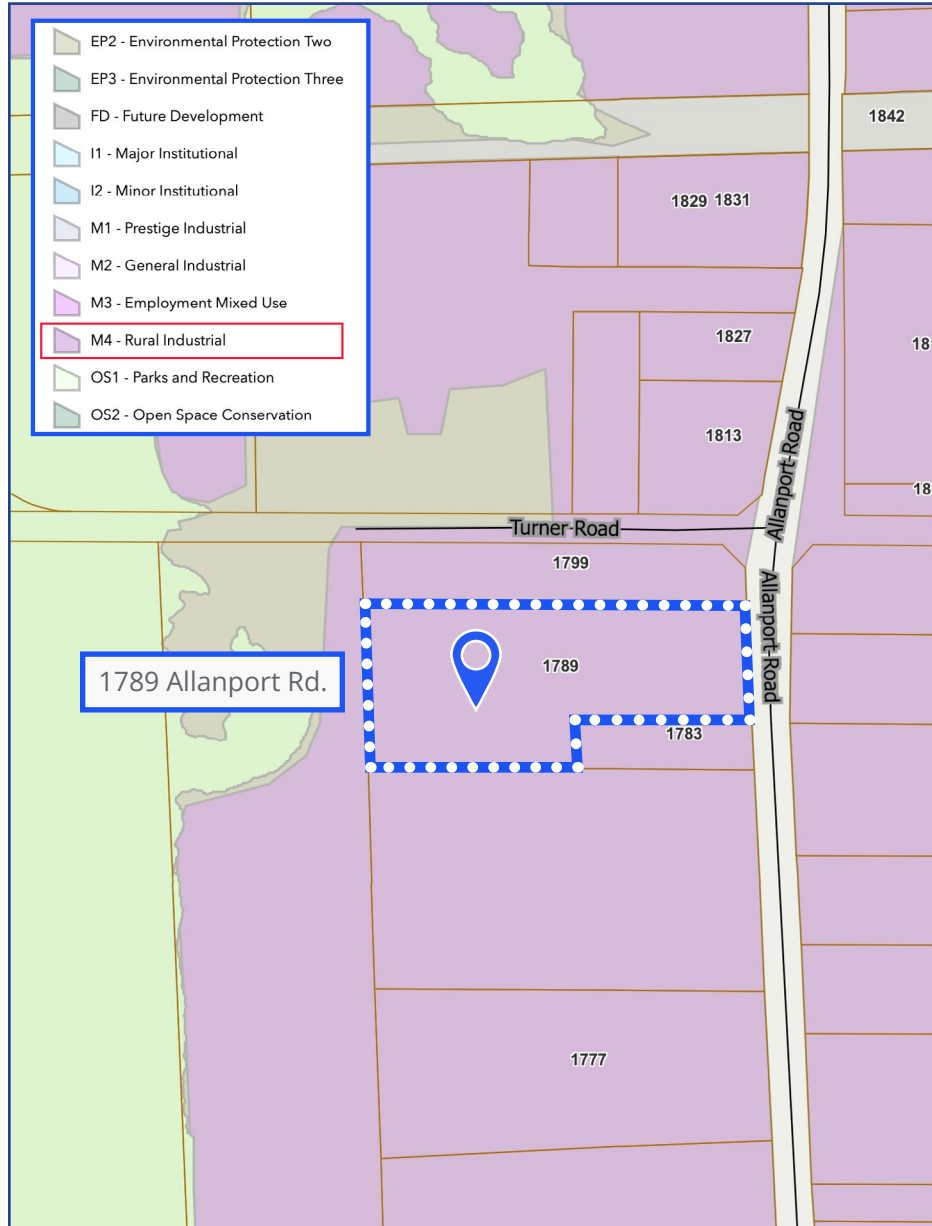 EP2 - Environmental Protection Two
EP3 - Environmental Protection Three
FD - Future Development
I1 - Major Institutional
I2 - Minor Institutional
M1 - Prestige Industrial
M2 - General Industrial
M3 - Employment Mixed Use
M4 - Rural Industrial
OS1 - Parks and Recreation
OS2 - Open Space Conservation
1842
1829 1831
1827
1813
Allanport-Road
Turner-Road
1799
Allanport-Road
1789
1789 Allanport Rd.
1783
1777